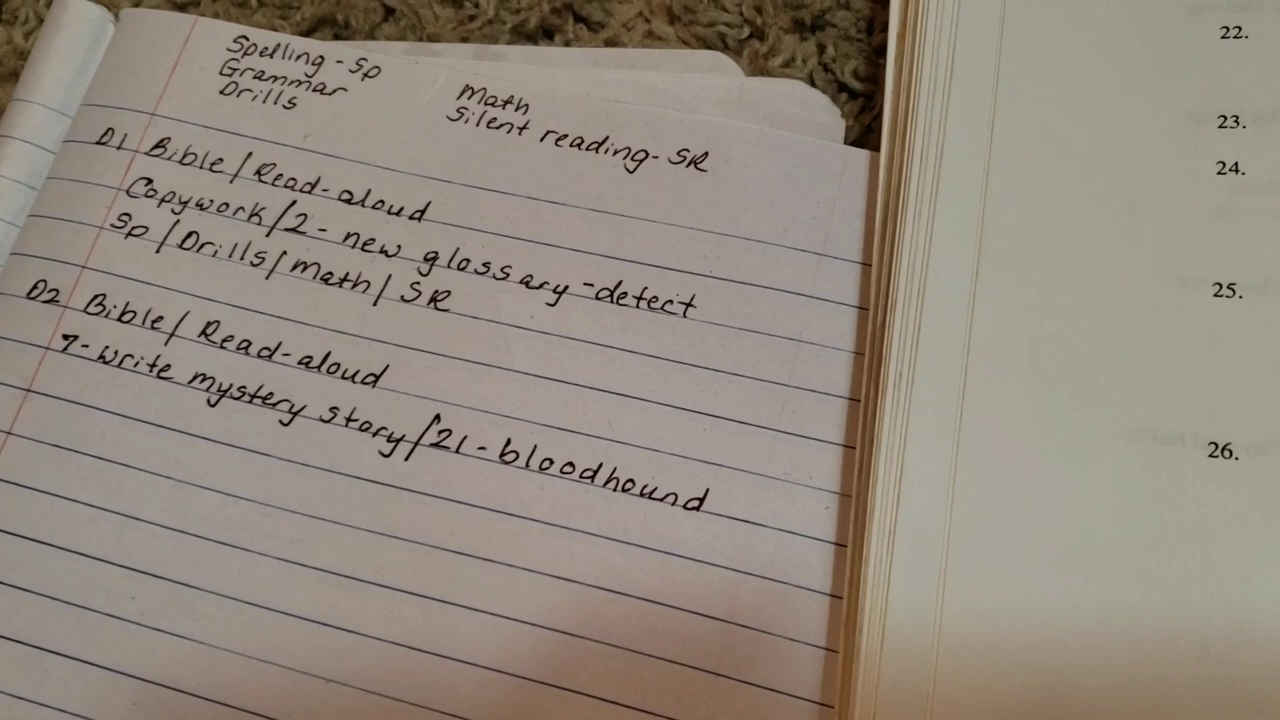 Spelling - Sp
Grammar
Drills
Math
Silent reading - SR
D1 Bible/Read-aloud
Copywork/2 - new glossary - detect
Sp/Drills/Math/SR
D2 Bible/Read-aloud
7 - write mystery story/21 - bloodhound
22.
23.
24.
25.
26.